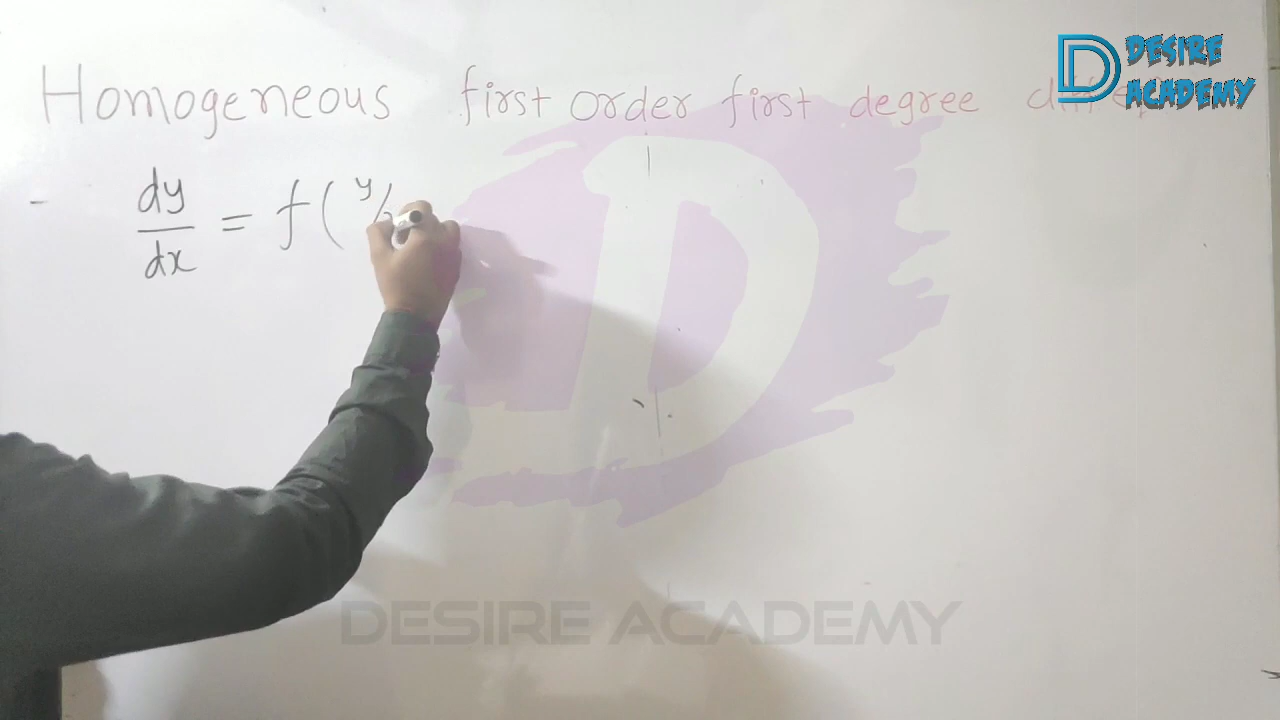 DESIRE
ACADEMY
Homogeneous first order first degree
dy/dx = f( y/
DESIRE ACADEMY